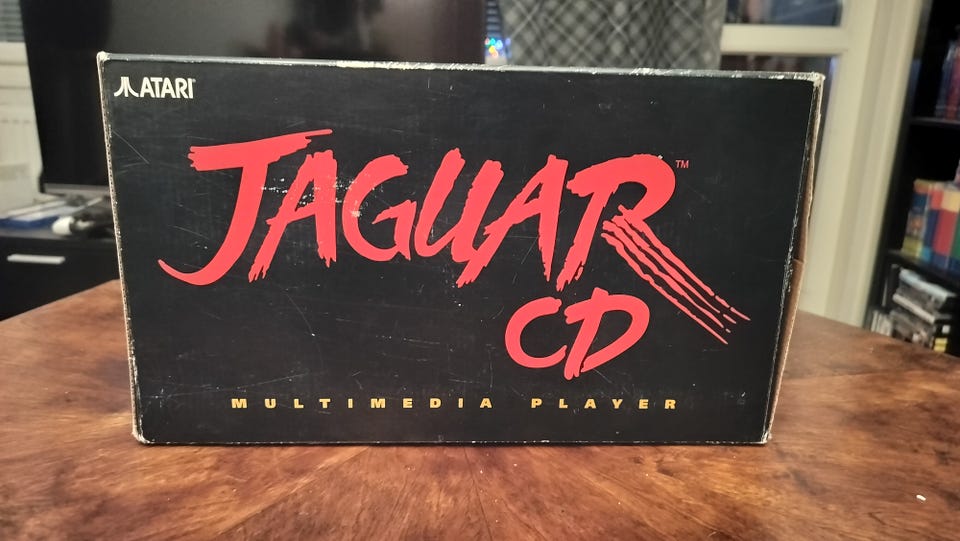 ATARI
JAGUAR™
CD
MULTIMEDIA PLAYER